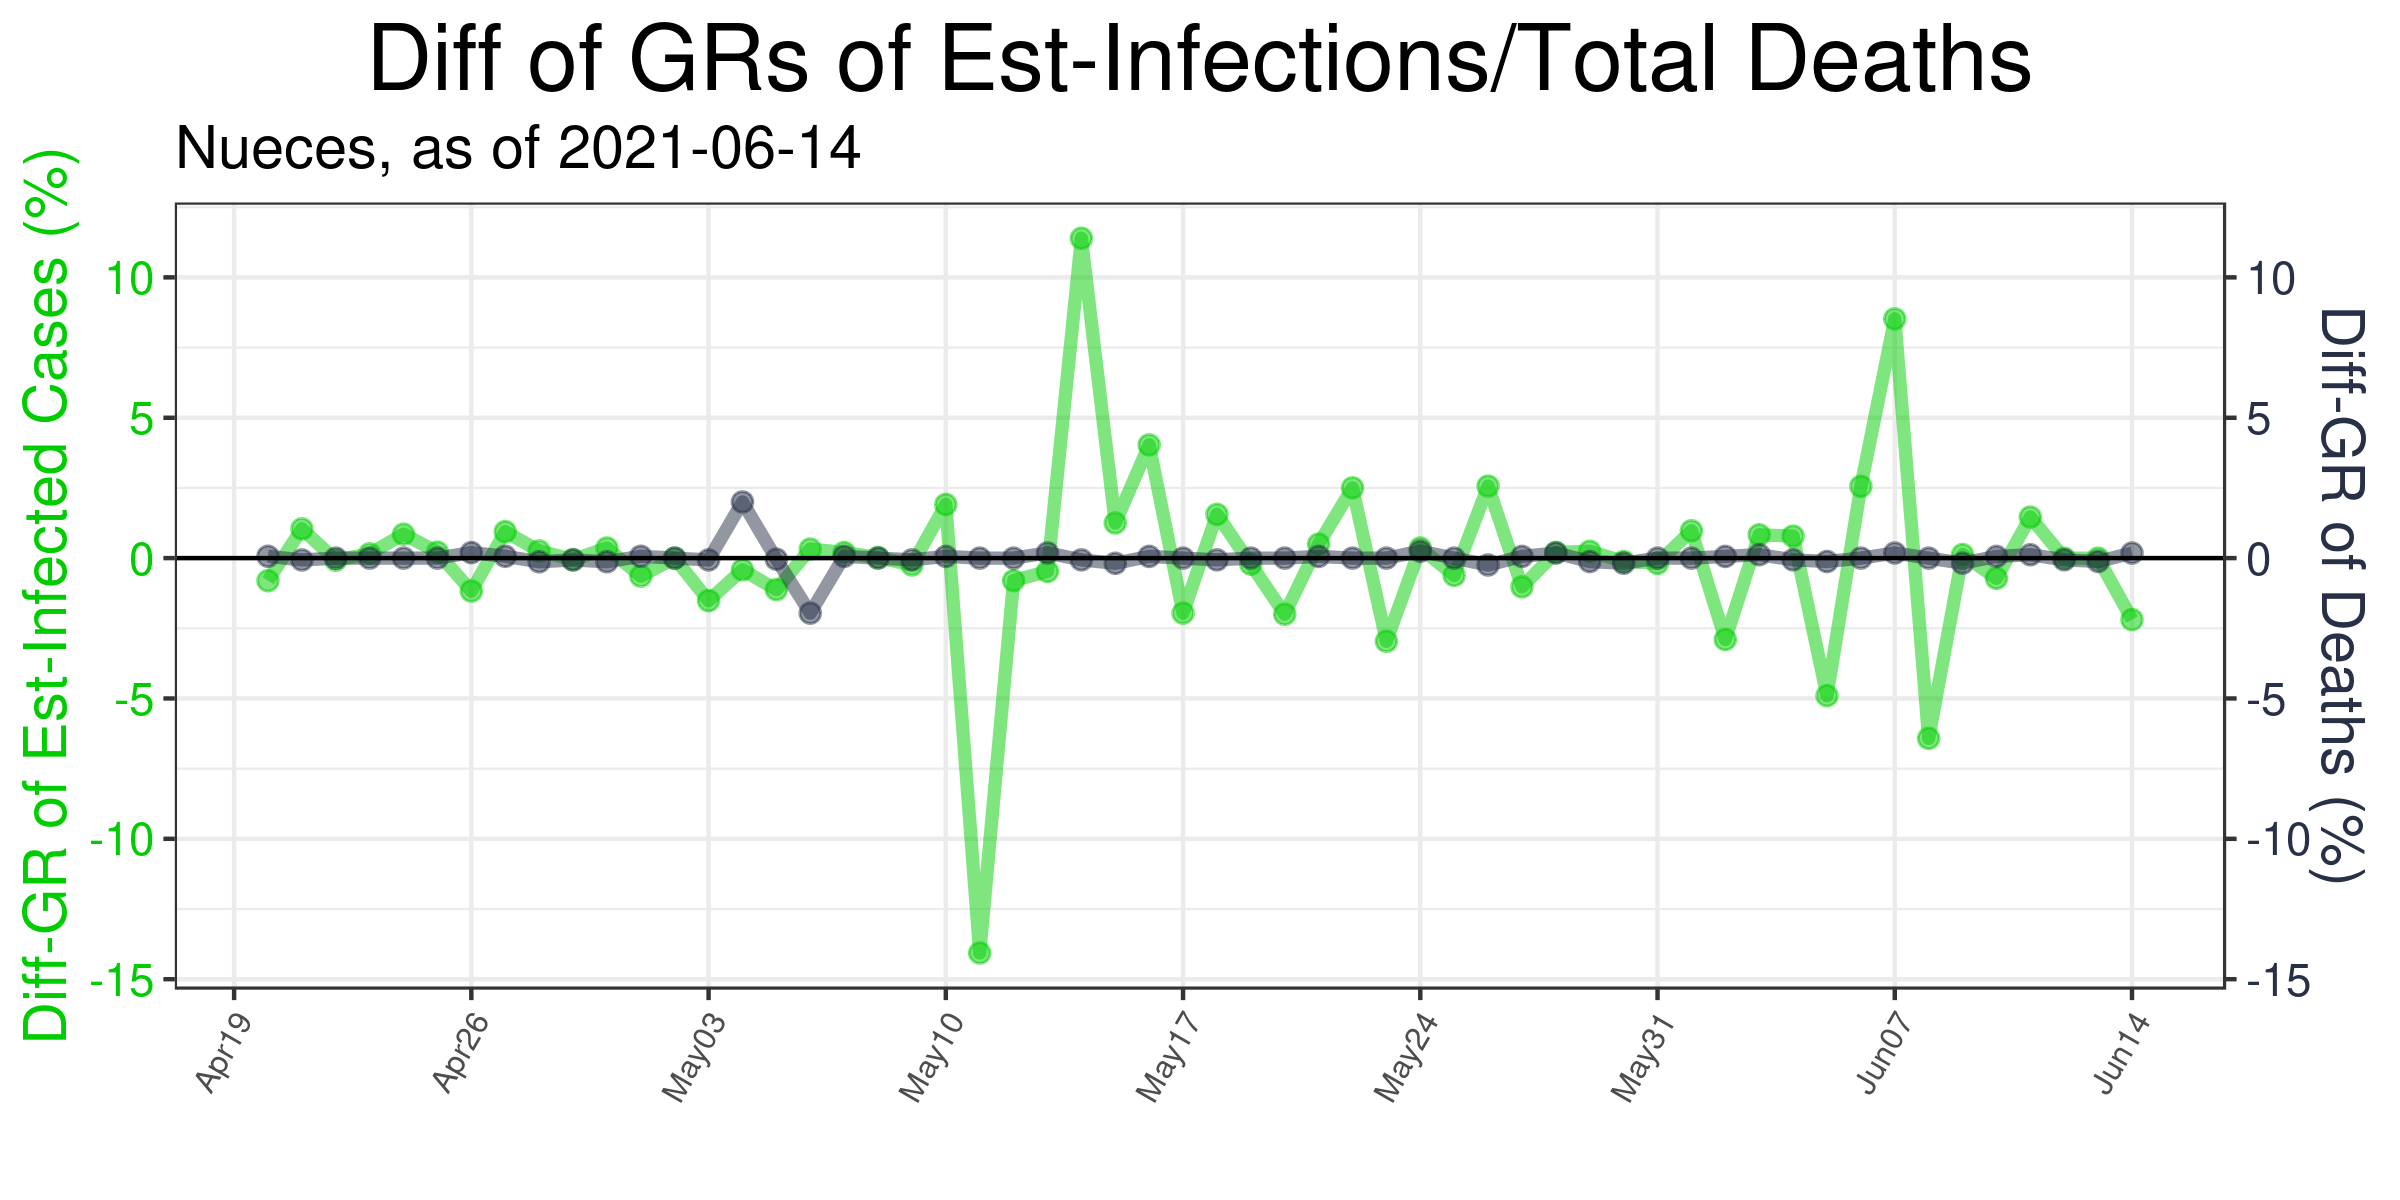 Diff of GRs of Est-Infections/Total Deaths
Nueces, as of 2021-06-14
Diff-GR of Est-Infected Cases (%)
10
5
0
-5
-10
-15
10
5
0
-5
-10
-15
Diff-GR of Deaths (%)
Apr19
Apr26
May03
May10
May17
May24
May31
Jun07
Jun14